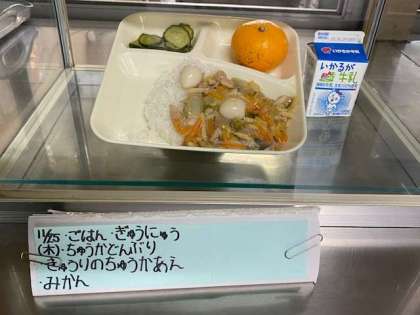 いかるが
牛乳
11/25・ごはん・ぎゅうにゅう
(木)・ちゅうかどんぶり
・きゅうりのちゅうかあえ
・みかん